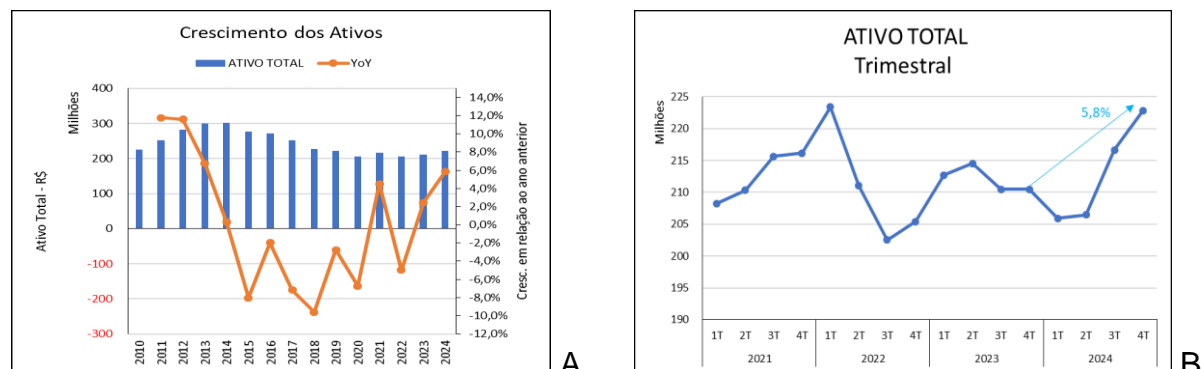 Crescimento dos Ativos
ATIVO TOTAL YoY
Milhões
Ativo Total - R$
400
300
200
100
0
-100
-200
-300
14,0%
12,0%
10,0%
8,0%
6,0%
4,0%
2,0%
0,0%
-2,0%
-4,0%
-6,0%
-8,0%
-10,0%
-12,0%
Cresc. em relação ao ano anterior
2010 2011 2012 2013 2014 2015 2016 2017 2018 2019 2020 2021 2022 2023 2024
A
ATIVO TOTAL
Trimestral
Milhões
225
220
215
210
205
200
195
190
5,8%
1T 2T 3T 4T 1T 2T 3T 4T 1T 2T 3T 4T 1T 2T 3T 4T
2021 2022 2023 2024
B